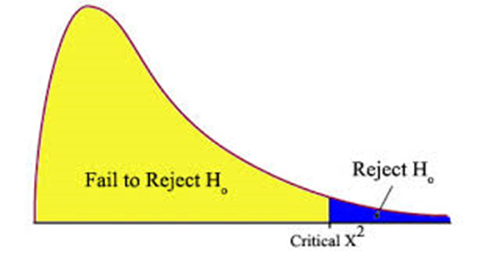 Reject Hₒ
Fail to Reject Hₒ
Critical X²